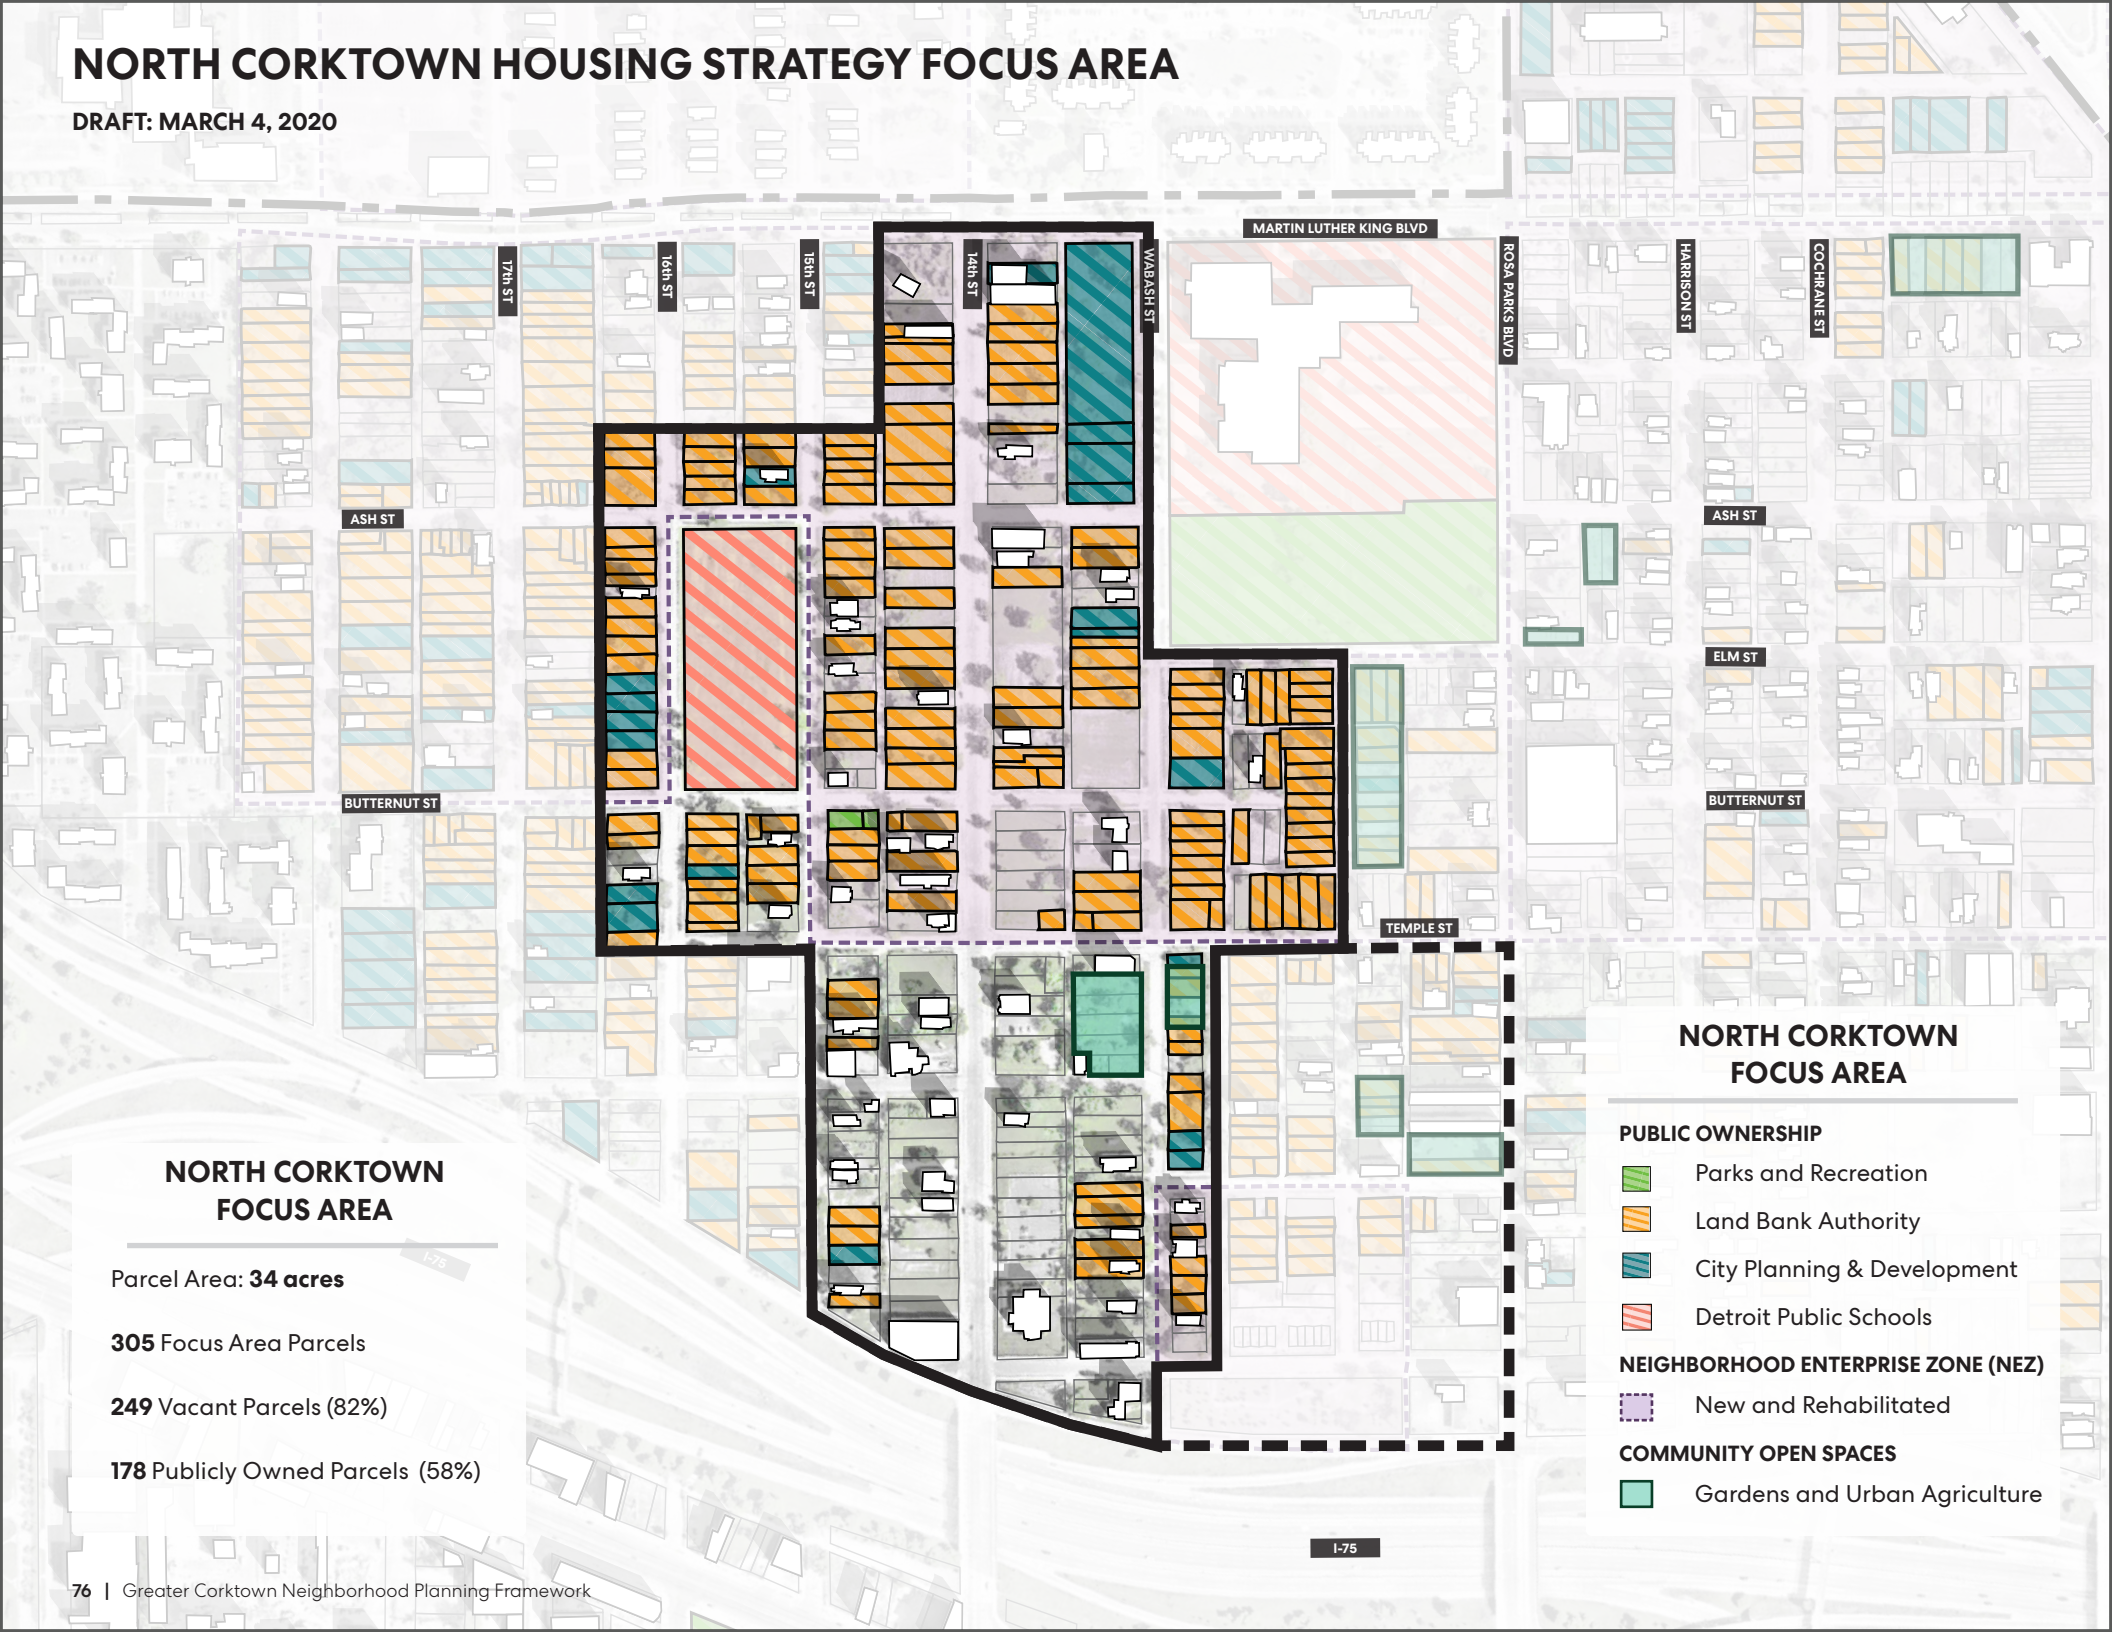 NORTH CORKTOWN HOUSING STRATEGY FOCUS AREA
DRAFT: MARCH 4, 2020
MARTIN LUTHER KING BLVD
17th ST
16th ST
15th ST
14th ST
WABASH ST
ROSA PARKS BLVD
HARRISON ST
COCHRANE ST
ASH ST
ASH ST
ELM ST
BUTTERNUT ST
BUTTERNUT ST
TEMPLE ST
NORTH CORKTOWN
FOCUS AREA
I-75
Parcel Area: 34 acres
305 Focus Area Parcels
249 Vacant Parcels (82%)
178 Publicly Owned Parcels (58%)
NORTH CORKTOWN
FOCUS AREA
PUBLIC OWNERSHIP
Parks and Recreation
Land Bank Authority
City Planning & Development
Detroit Public Schools
NEIGHBORHOOD ENTERPRISE ZONE (NEZ)
New and Rehabilitated
COMMUNITY OPEN SPACES
Gardens and Urban Agriculture
I-75
76 | Greater Corktown Neighborhood Planning Framework